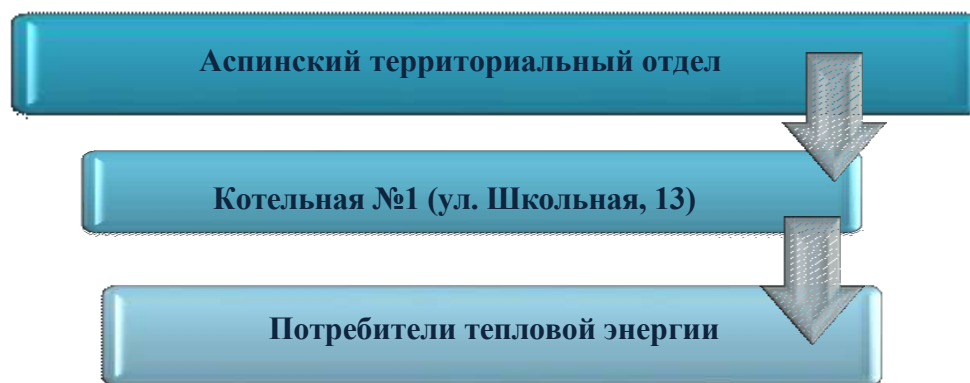 Аспинский территориальный отдел
Котельная №1 (ул. Школьная, 13)
Потребители тепловой энергии